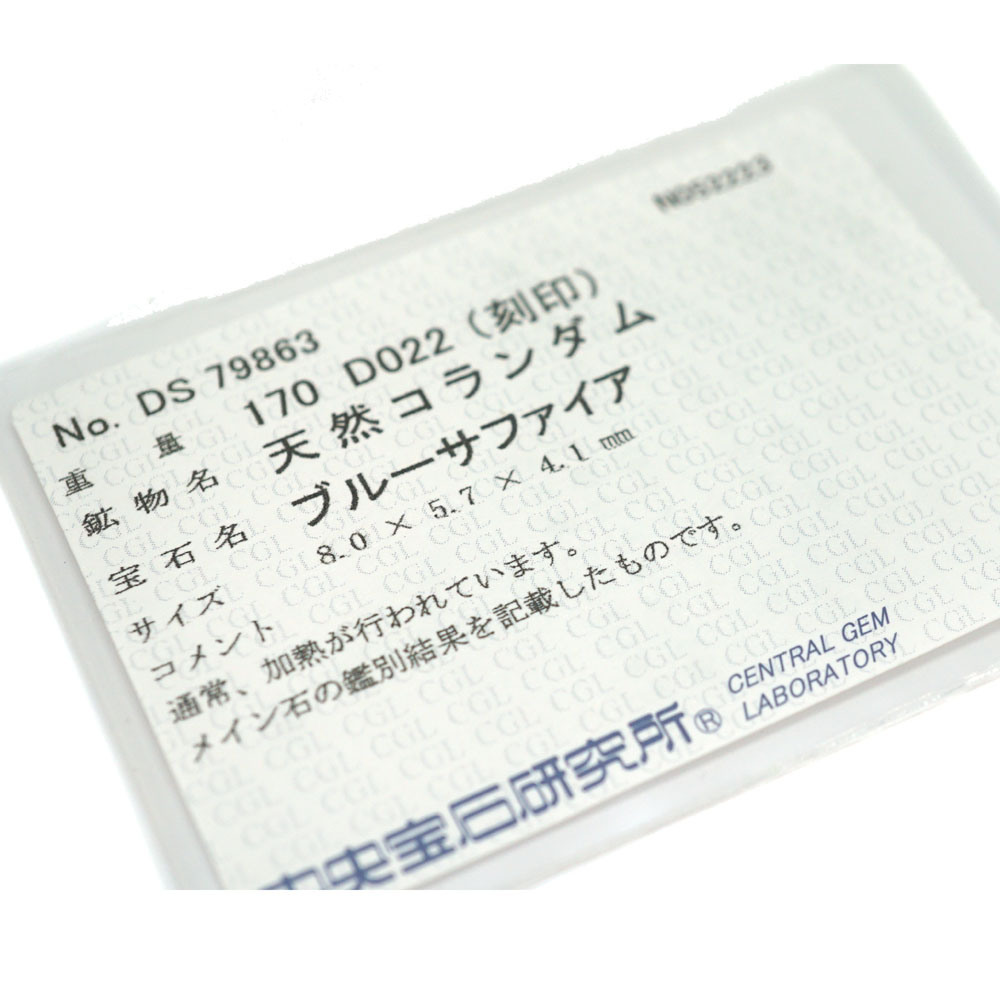 No. DS 79863
重 量 170 D022 (刻印)
鉱 物 名 天 然 コ ラ ン ダ ム
宝 石 名 ブルーサファイア
サ イ ズ 8.0 × 5.7 × 4.1 mm
コ メ ン ト
通常、加熱が行われています。
メイン石の鑑別結果を記載したものです。
中央宝石研究所® CENTRAL GEM LABORATORY